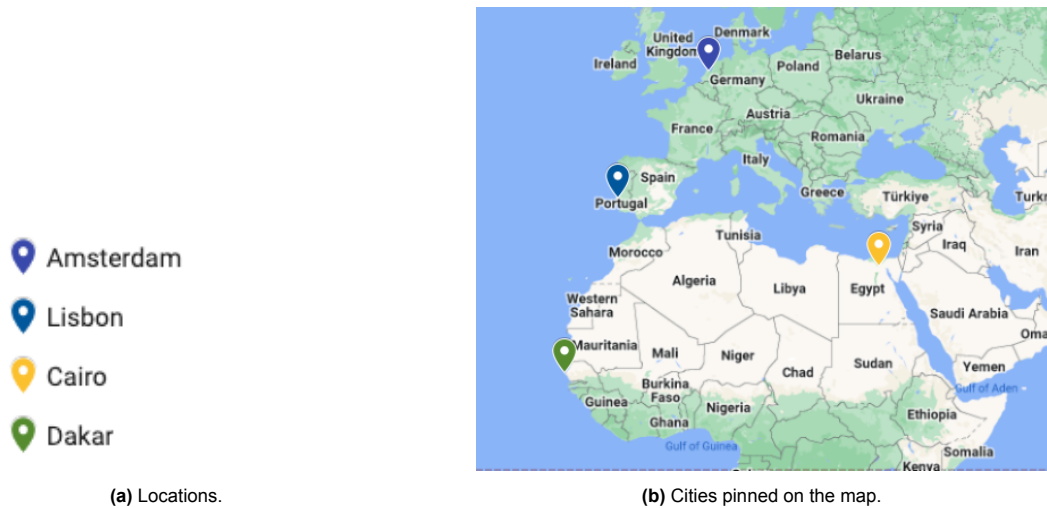 Amsterdam
Lisbon
Cairo
Dakar
(a) Locations.
Denmark
United
Kingdom
Ireland
Belarus
Poland
Germany
Ukraine
Austria
France
Romania
Italy
Spain
Portugal
Greece
Türkiye
Turkr
Tunisia
Syria
Morocco
Iraq
Iran
Algeria
Libya
Egypt
Western
Sahara
Saudi Arabia
Oma
Mauritania
Mali
Niger
Sudan
Chad
Yemen
Burkina
Faso
Gulf of Aden
Guinea
Nigeria
Ethiopia
Ghana
Gulf of Guinea
Somalia
Kenya
(b) Cities pinned on the map.